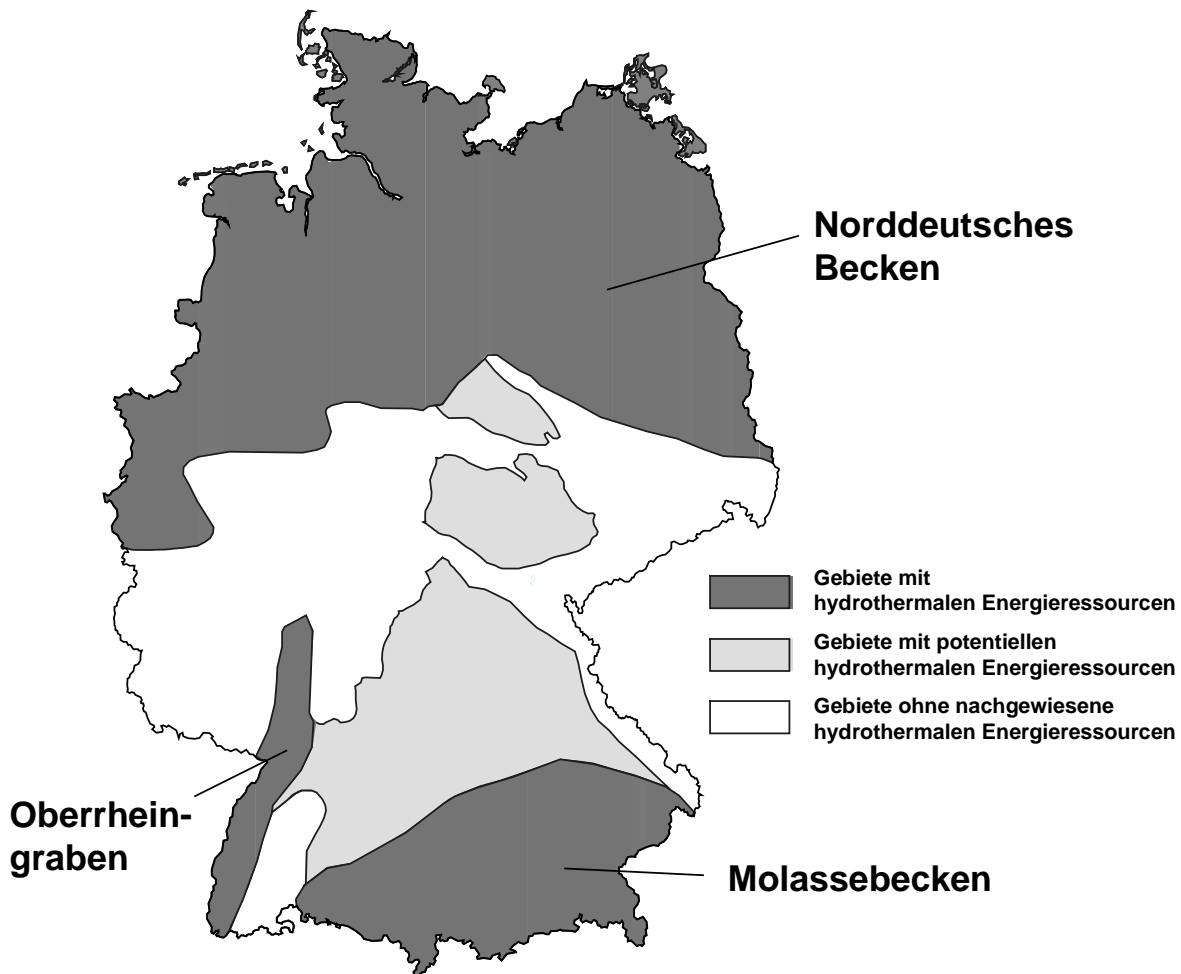 Norddeutsches
Becken
Gebiete mit
hydrothermalen Energieressourcen
Gebiete mit potentiellen
hydrothermalen Energieressourcen
Gebiete ohne nachgewiesene
hydrothermalen Energieressourcen
Oberrhein-
graben
Molassebecken